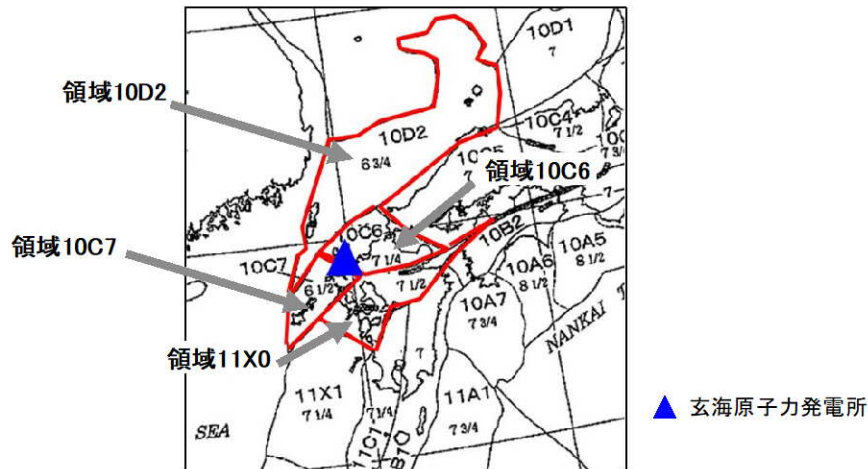 10D1
7
領域10D2
10D2
6 3/4
10C4
7 1/2
領域10C6
10C6
7 1/4
10B2
領域10C7
10C7
6 1/2
7 1/2
10A5
8 1/2
10A6
8 1/2
10A7
7 3/4
NANKAI T
領域11X0
7
11X1
7 1/4
7 1/4
11C1
11A1
7 3/4
SEA
玄海原子力発電所